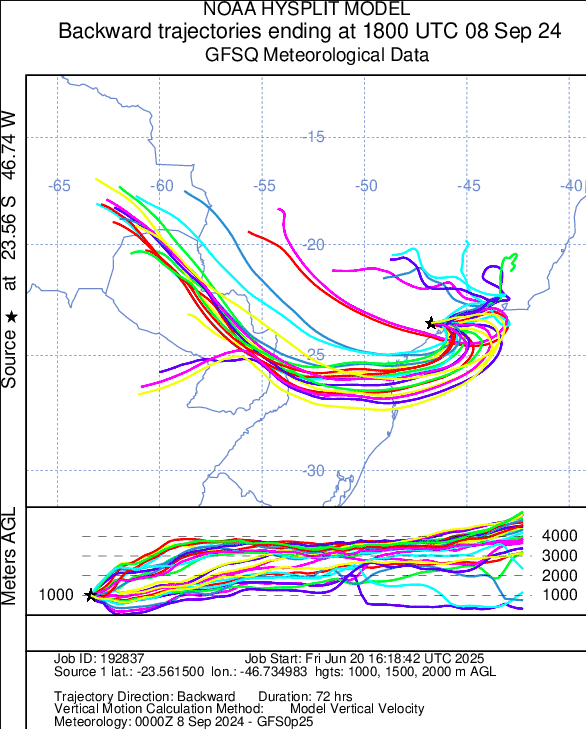 NOAA HYSPLIT MODEL
Backward trajectories ending at 1800 UTC 08 Sep 24
GFSQ Meteorological Data
Source ★ at 23.56 S 46.74 W
-15
-65 -60 -55 -50 -45 -40
-20
-25
-30
Meters AGL
4000
3000
2000
1000 1000
Job ID: 192837 Job Start: Fri Jun 20 16:18:42 UTC 2025
Source 1 lat.: -23.561500 lon.: -46.734983 hgts: 1000, 1500, 2000 m AGL
Trajectory Direction: Backward Duration: 72 hrs
Vertical Motion Calculation Method: Model Vertical Velocity
Meteorology: 0000Z 8 Sep 2024 - GFS0p25